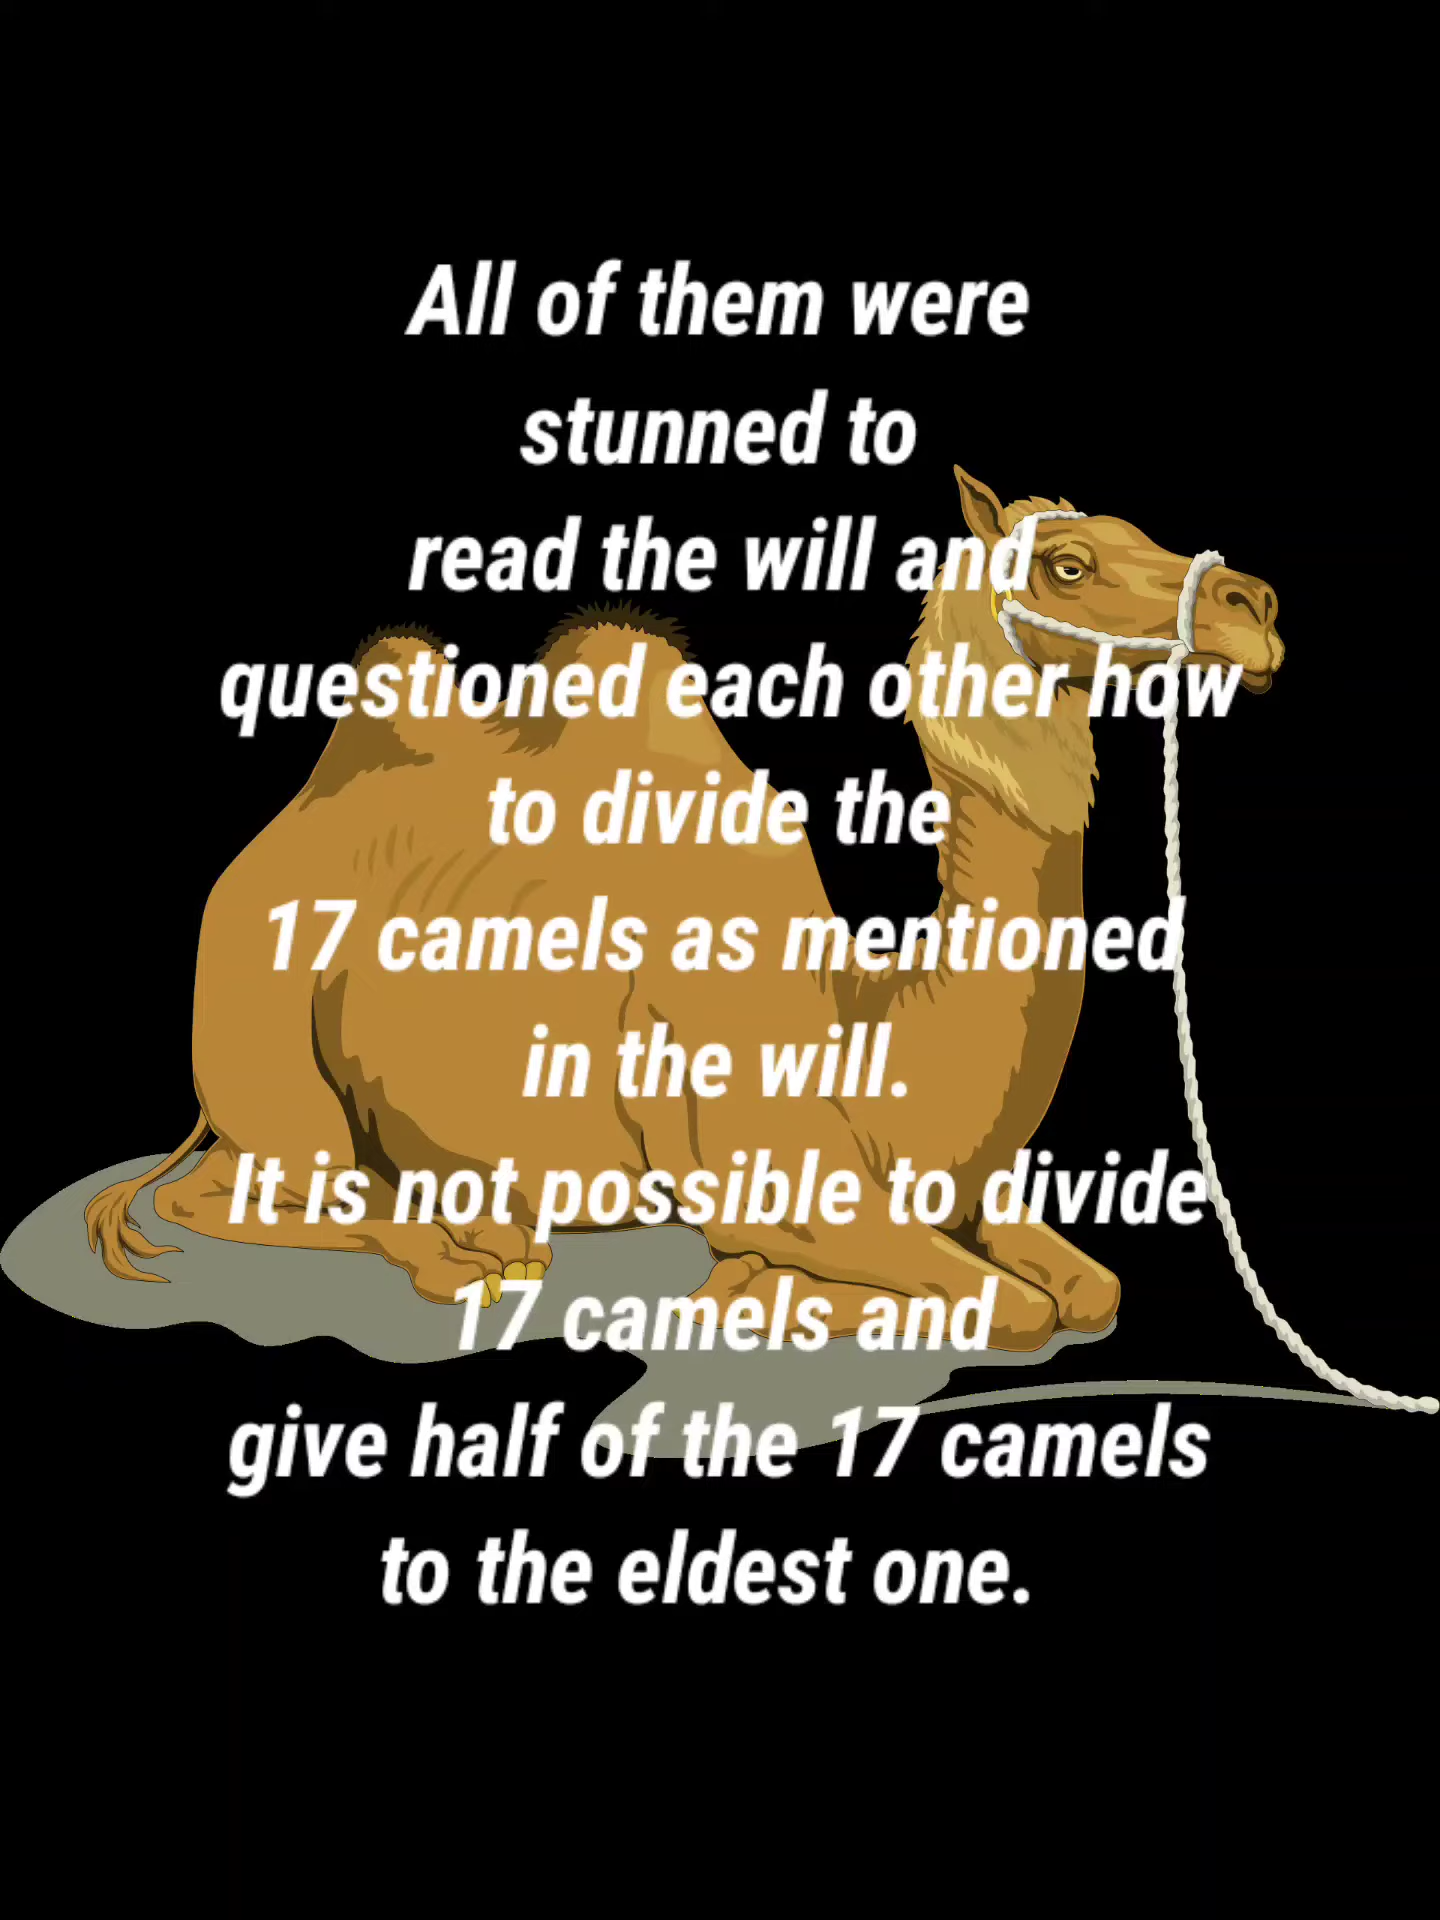 All of them were
stunned to
read the will and
questioned each other how
to divide the
17 camels as mentioned
in the will.
It is not possible to divide
17 camels and
give half of the 17 camels
to the eldest one.